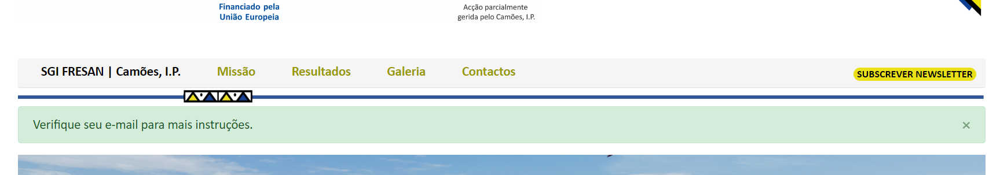 Financiado pela
União Europeia
Acção parcialmente
gerida pelo Camões, I.P.
SGI FRESAN | Camões, I.P.
Missão
Resultados
Galeria
Contactos
SUBSCREVER NEWSLETTER
Verifique seu e-mail para mais instruções.
×